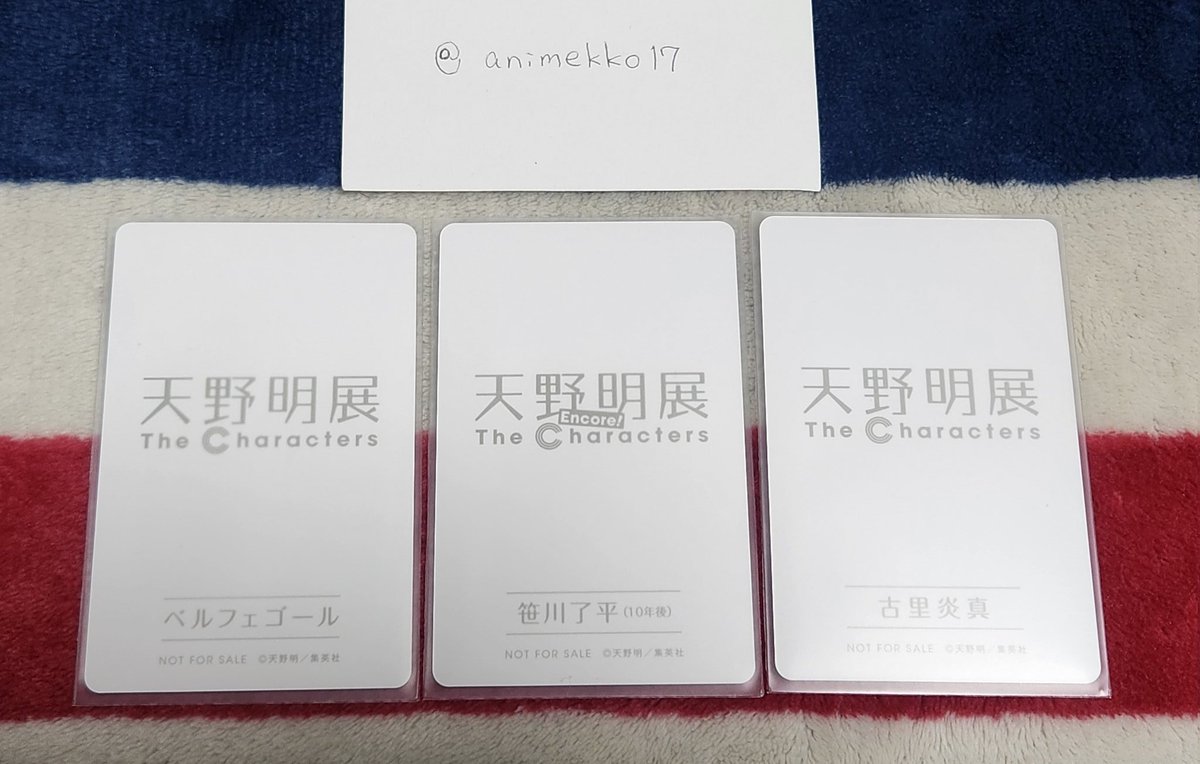 @ animekko17
天野明展
The Characters
ベルフェゴール
NOT FOR SALE ©天野明/集英社
天野明展
Encore!
The Characters
笹川了平(10年後)
NOT FOR SALE ©天野明/集英社
天野明展
The Characters
古里炎真
NOT FOR SALE ©天野明/集英社